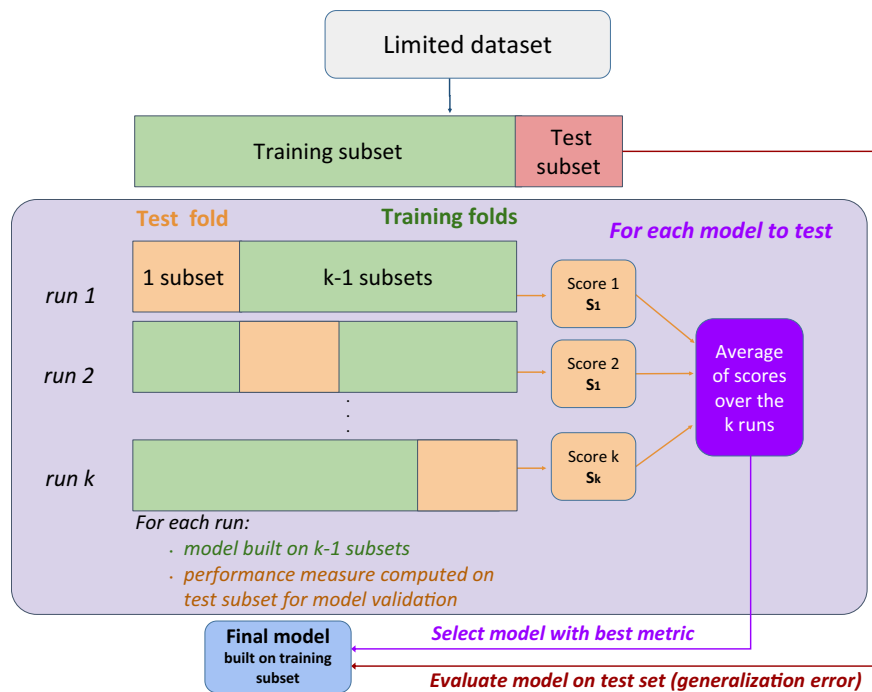 Limited dataset
Training subset
Test
subset
Test fold
Training folds
For each model to test
run 1
1 subset
k-1 subsets
Score 1
S1
run 2
Score 2
S1
Average
of scores
over the
k runs
.
.
.
run k
Score k
Sk
For each run:
· model built on k-1 subsets
· performance measure computed on
test subset for model validation
Final model
built on training
subset
Select model with best metric
Evaluate model on test set (generalization error)